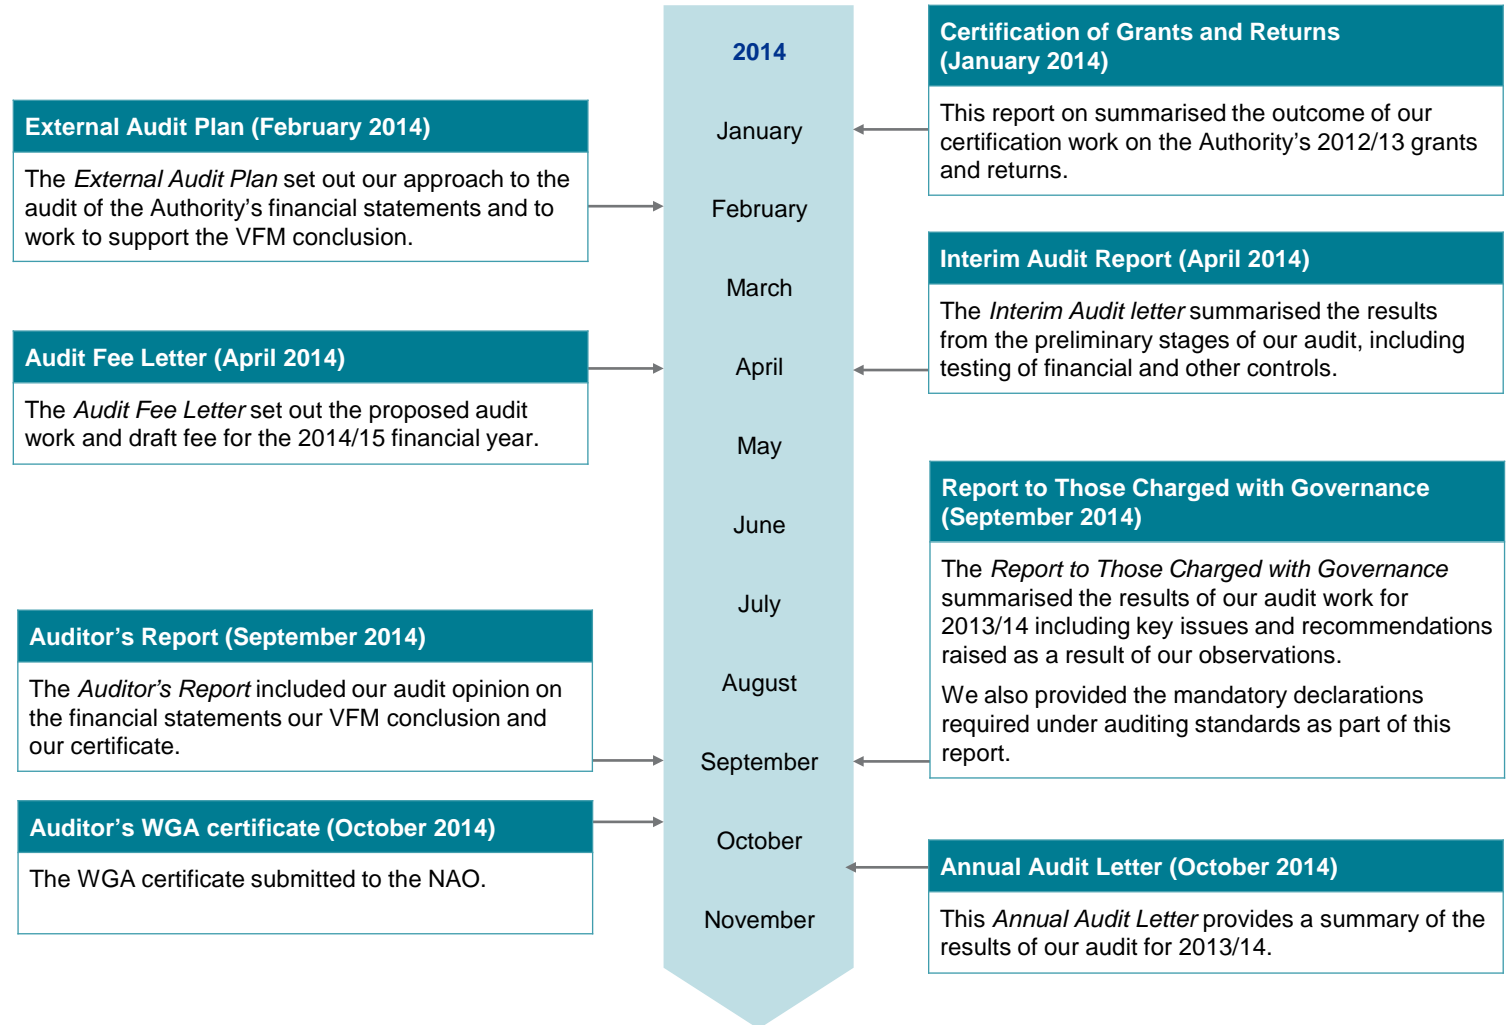 2014
January
February
March
April
May
June
July
August
September
October
November
External Audit Plan (February 2014)
The External Audit Plan set out our approach to the
audit of the Authority’s financial statements and to
work to support the VFM conclusion.
Audit Fee Letter (April 2014)
The Audit Fee Letter set out the proposed audit
work and draft fee for the 2014/15 financial year.
Auditor’s Report (September 2014)
The Auditor’s Report included our audit opinion on
the financial statements our VFM conclusion and
our certificate.
Auditor’s WGA certificate (October 2014)
The WGA certificate submitted to the NAO.
Certification of Grants and Returns
(January 2014)
This report on summarised the outcome of our
certification work on the Authority’s 2012/13 grants
and returns.
Interim Audit Report (April 2014)
The Interim Audit letter summarised the results
from the preliminary stages of our audit, including
testing of financial and other controls.
Report to Those Charged with Governance
(September 2014)
The Report to Those Charged with Governance
summarised the results of our audit work for
2013/14 including key issues and recommendations
raised as a result of our observations.
We also provided the mandatory declarations
required under auditing standards as part of this
report.
Annual Audit Letter (October 2014)
This Annual Audit Letter provides a summary of the
results of our audit for 2013/14.